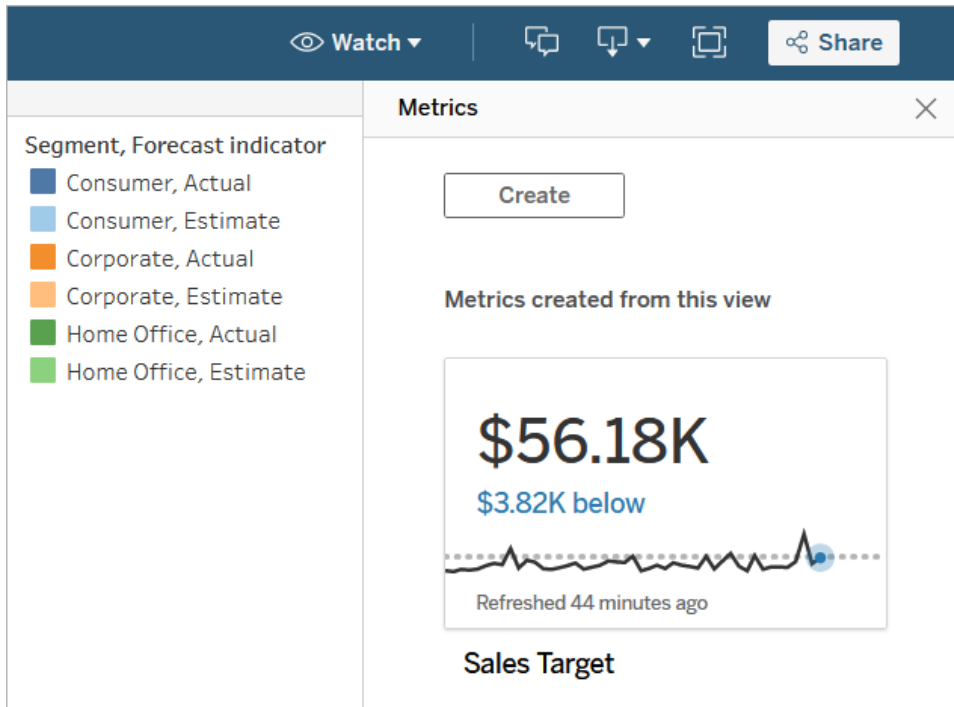 Watch
Share
Metrics
Segment, Forecast indicator
Consumer, Actual
Consumer, Estimate
Corporate, Actual
Corporate, Estimate
Home Office, Actual
Home Office, Estimate
Create
Metrics created from this view
$56.18K
$3.82K below
Refreshed 44 minutes ago
Sales Target